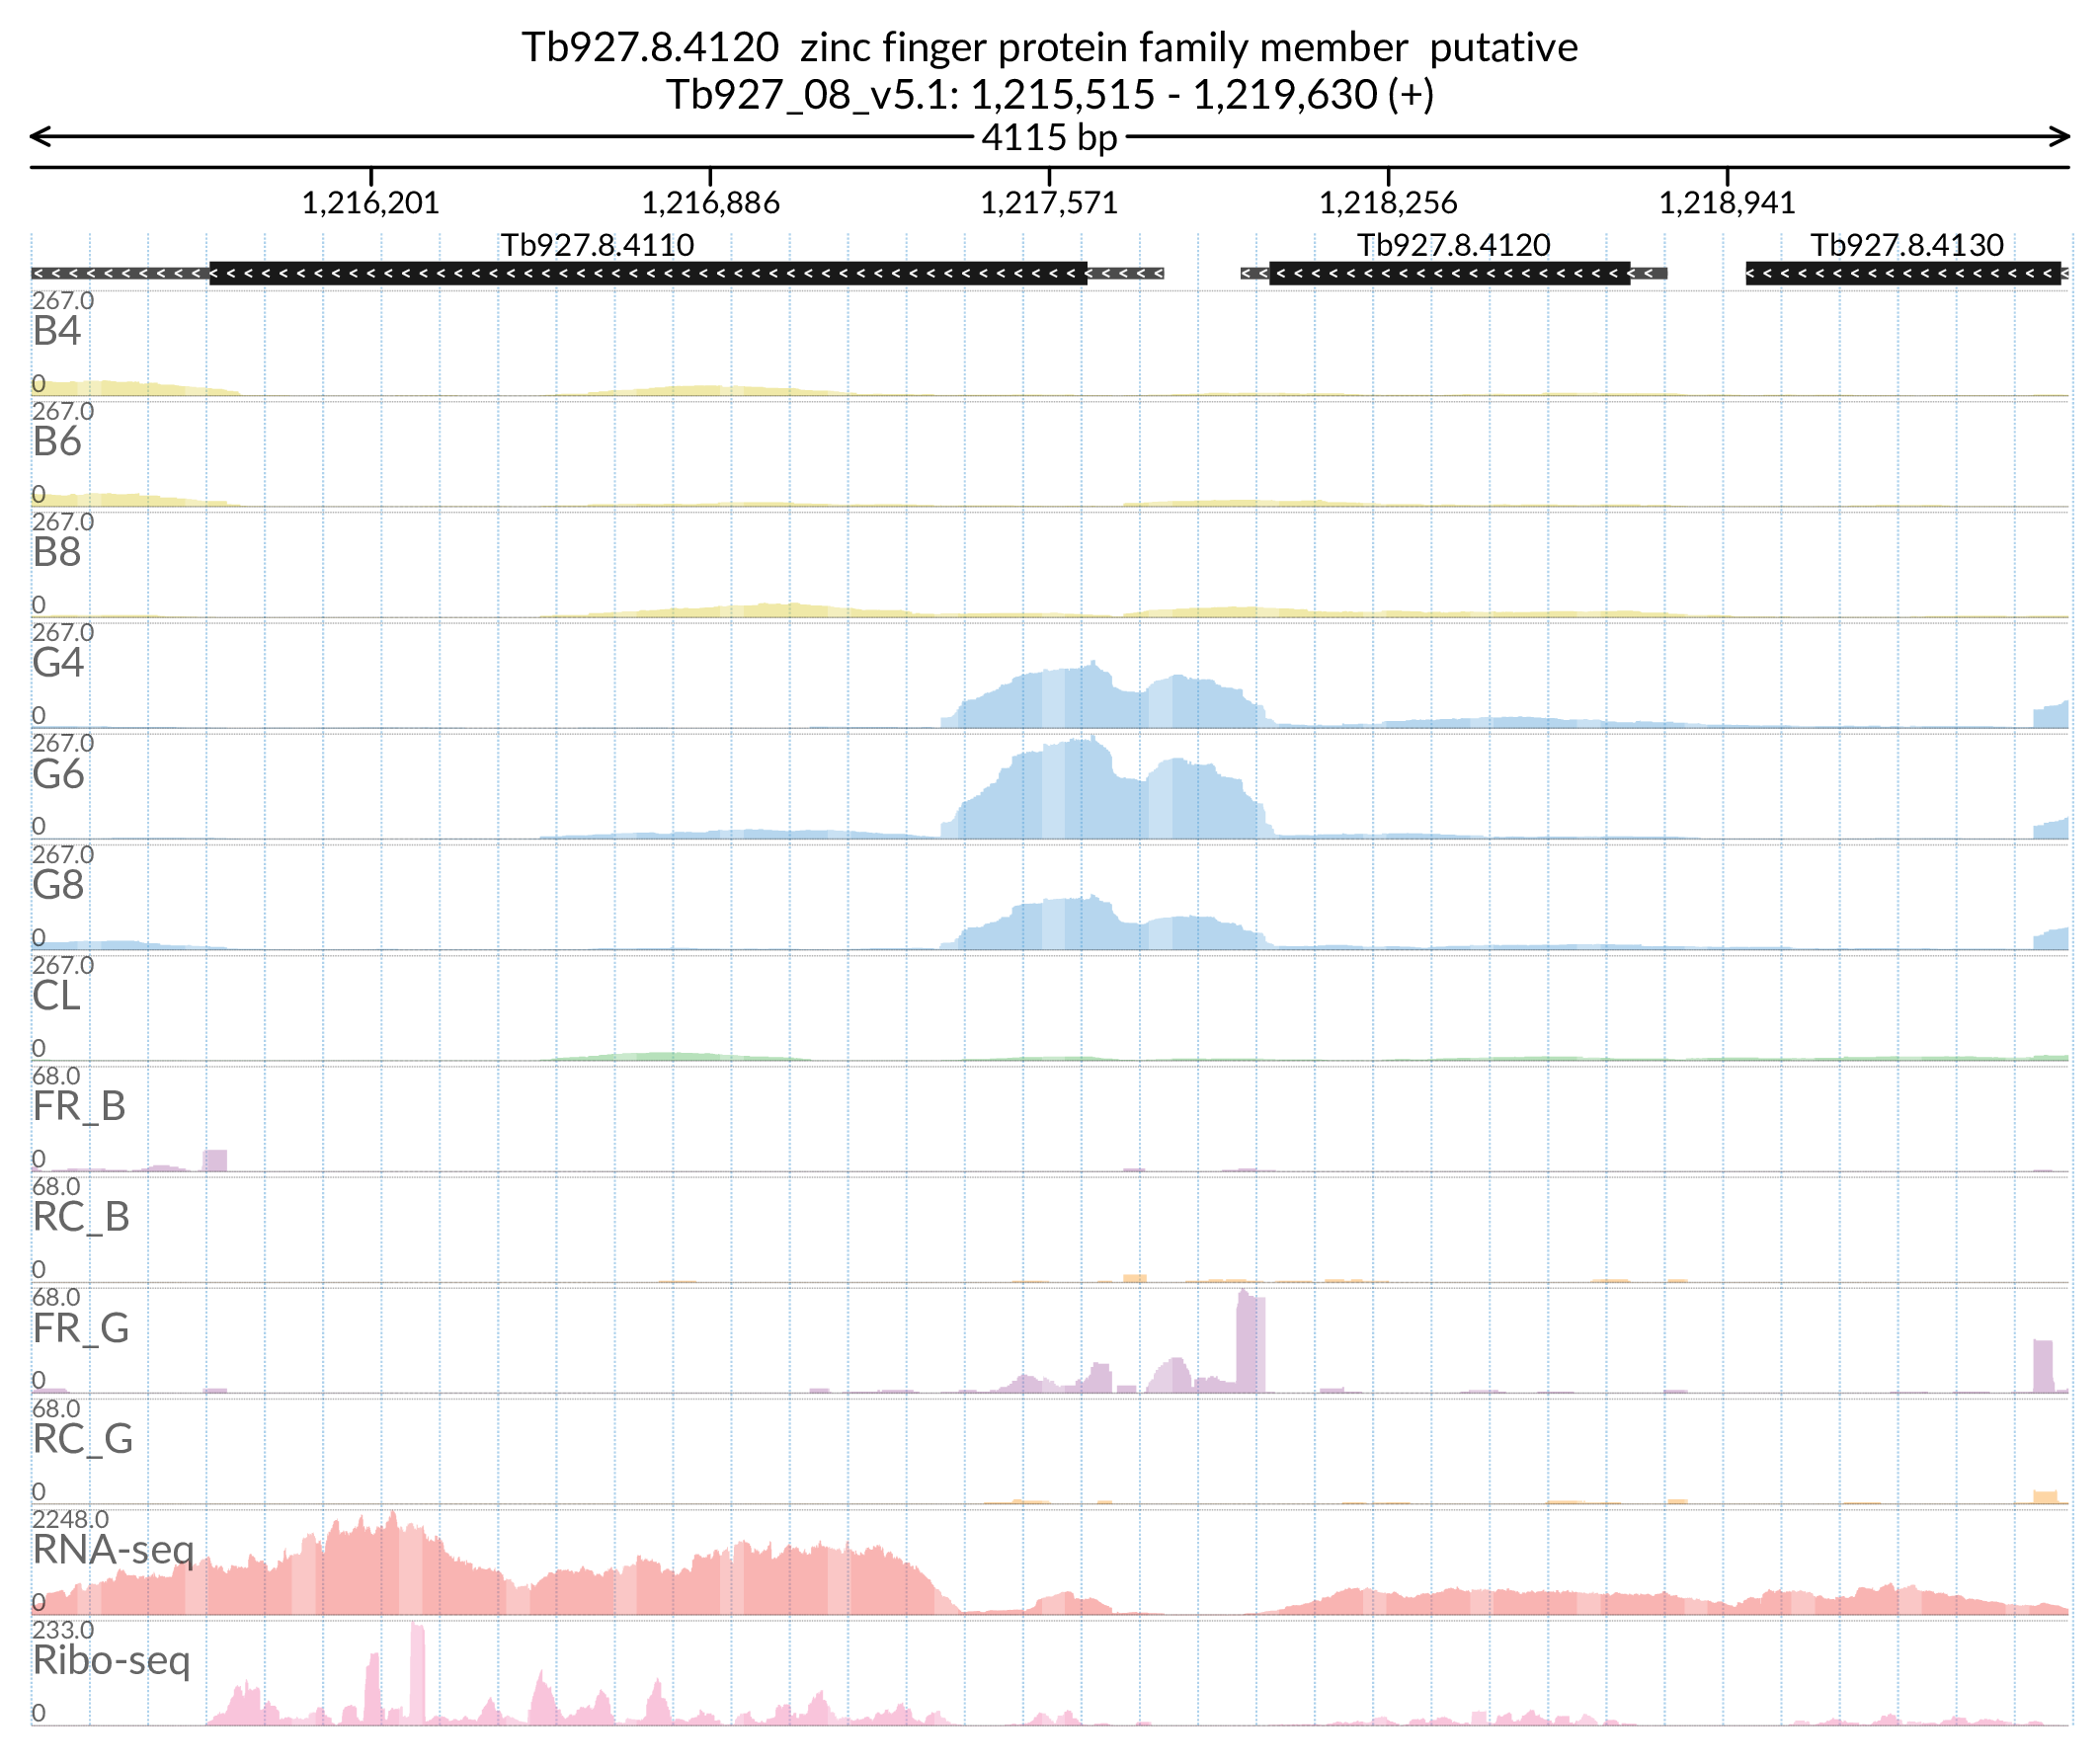 Tb927.8.4120  zinc finger protein family member  putative
Tb927_08_v5.1: 1,215,515 - 1,219,630 (+)
4115 bp
1,216,201 1,216,886 1,217,571 1,218,256 1,218,941
Tb927.8.4110 Tb927.8.4120 Tb927.8.4130
267.0
B4
0
267.0
B6
0
267.0
B8
0
267.0
G4
0
267.0
G6
0
267.0
G8
0
267.0
CL
0
68.0
FR_B
0
68.0
RC_B
0
68.0
FR_G
0
68.0
RC_G
0
2248.0
RNA-seq
0
233.0
Ribo-seq
0